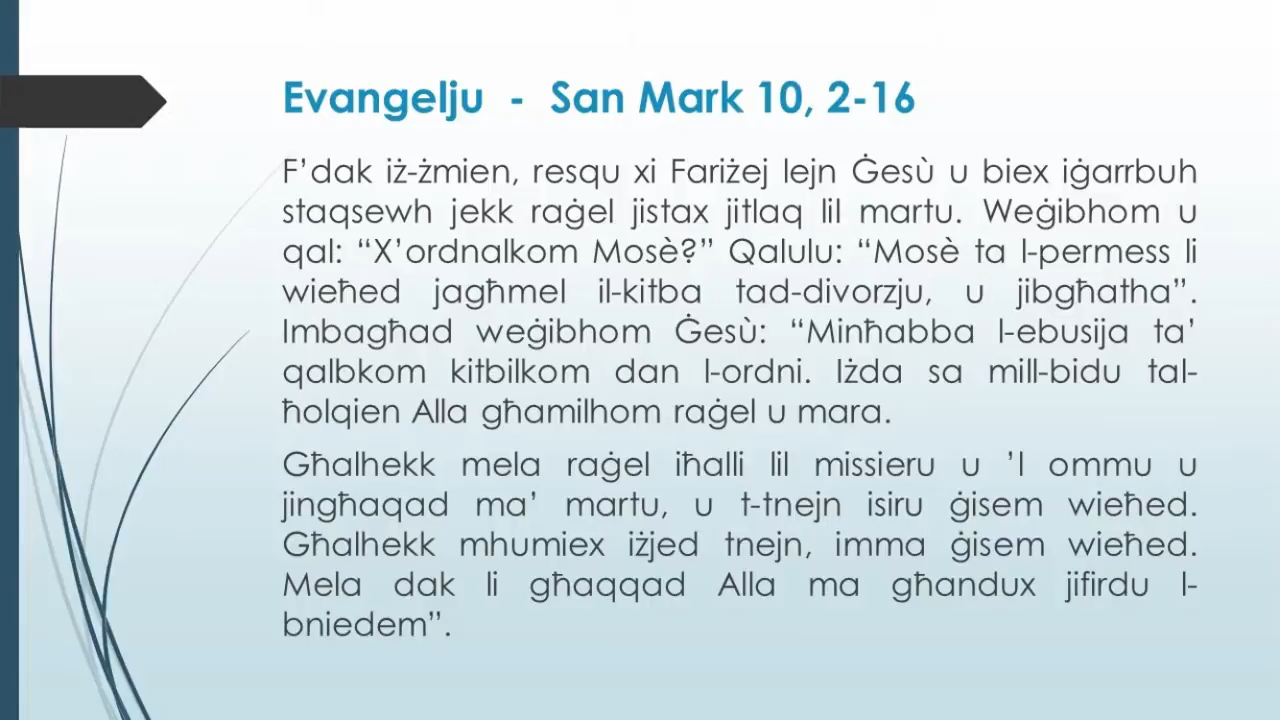 Evangelju - San Mark 10, 2-16
F’dak iż-żmien, resqu xi Fariżej lejn Ġesù u biex iġarrbuh
staqsewh jekk raġel jistax jitlaq lil martu. Weġibhom u
qal: “X’ordnalkom Mosè?” Qalulu: “Mosè ta l-permess li
wieħed jagħmel il-kitba tad-divorzju, u jibgħatha”.
Imbagħad weġibhom Ġesù: “Minħabba l-ebusija ta’
qalbkom kitbilkom dan l-ordni. Iżda sa mill-bidu tal-
ħolqien Alla għamilhom raġel u mara.
Għalhekk mela raġel iħalli lil missieru u ’l ommu u
jingħaqad ma’ martu, u t-tnejn isiru ġisem wieħed.
Għalhekk mhumiex iżjed tnejn, imma ġisem wieħed.
Mela dak li għaqqad Alla ma għandux jifirdu l-
bniedem”.